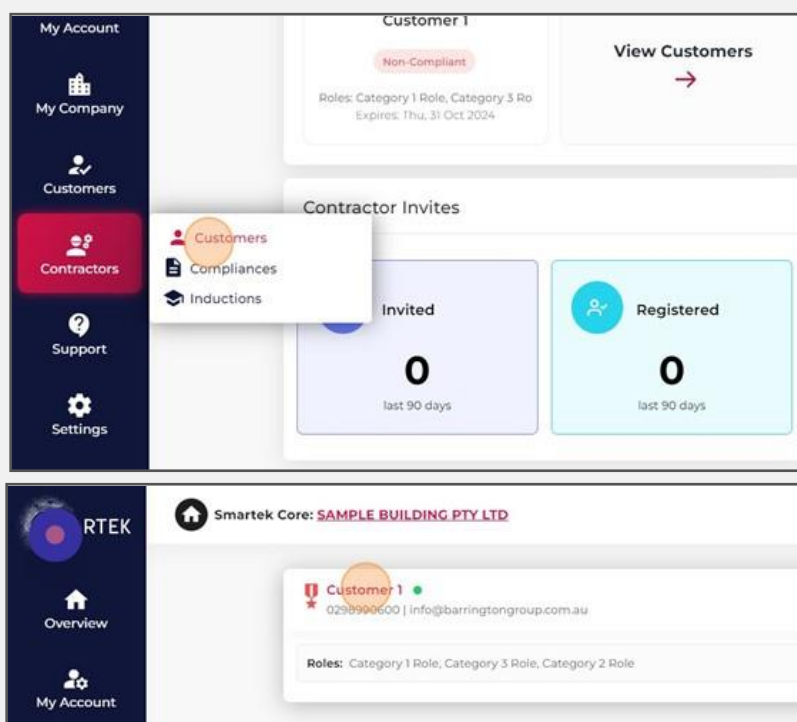 My Account
My Company
Customers
Contractors
Support
Settings
Customer 1
Non-Compliant
Roles: Category 1 Role, Category 3 Ro
Expires: Thu, 31 Oct 2024
View Customers
Contractor Invites
Customers
Compliances
Inductions
Invited
0
last 90 days
Registered
0
last 90 days
RTEK
Overview
My Account
Smartek Core: SAMPLE BUILDING PTY LTD
Customer 1
0298990600 | info@barringtongroup.com.au
Roles: Category 1 Role, Category 3 Role, Category 2 Role